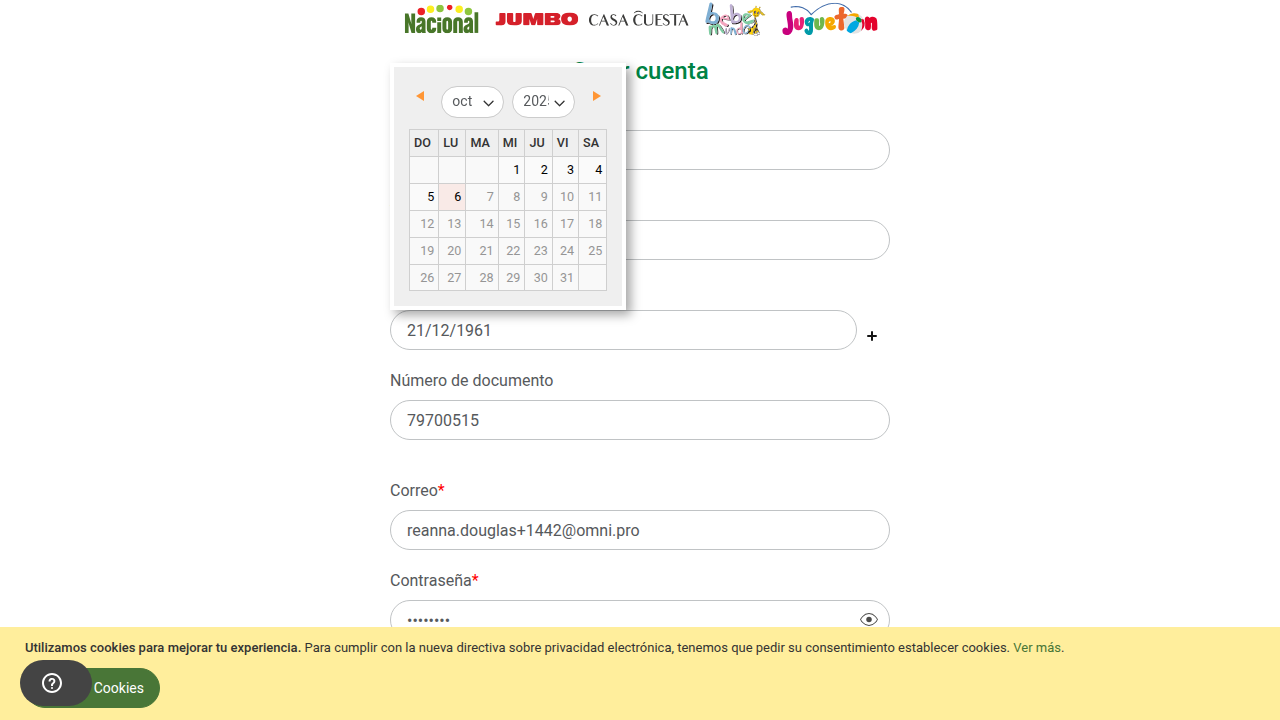 Nacional JUMBO CASA CUESTA bebé mundo Juguetón
cuenta
oct 202
DO LU MA MI JU VI SA
1 2 3 4
5 6 7 8 9 10 11
12 13 14 15 16 17 18
19 20 21 22 23 24 25
26 27 28 29 30 31
21/12/1961 +
Número de documento
79700515
Correo*
reanna.douglas+1442@omni.pro
Contraseña*
••••••••
Utilizamos cookies para mejorar tu experiencia. Para cumplir con la nueva directiva sobre privacidad electrónica, tenemos que pedir su consentimiento establecer cookies. Ver más.
Cookies